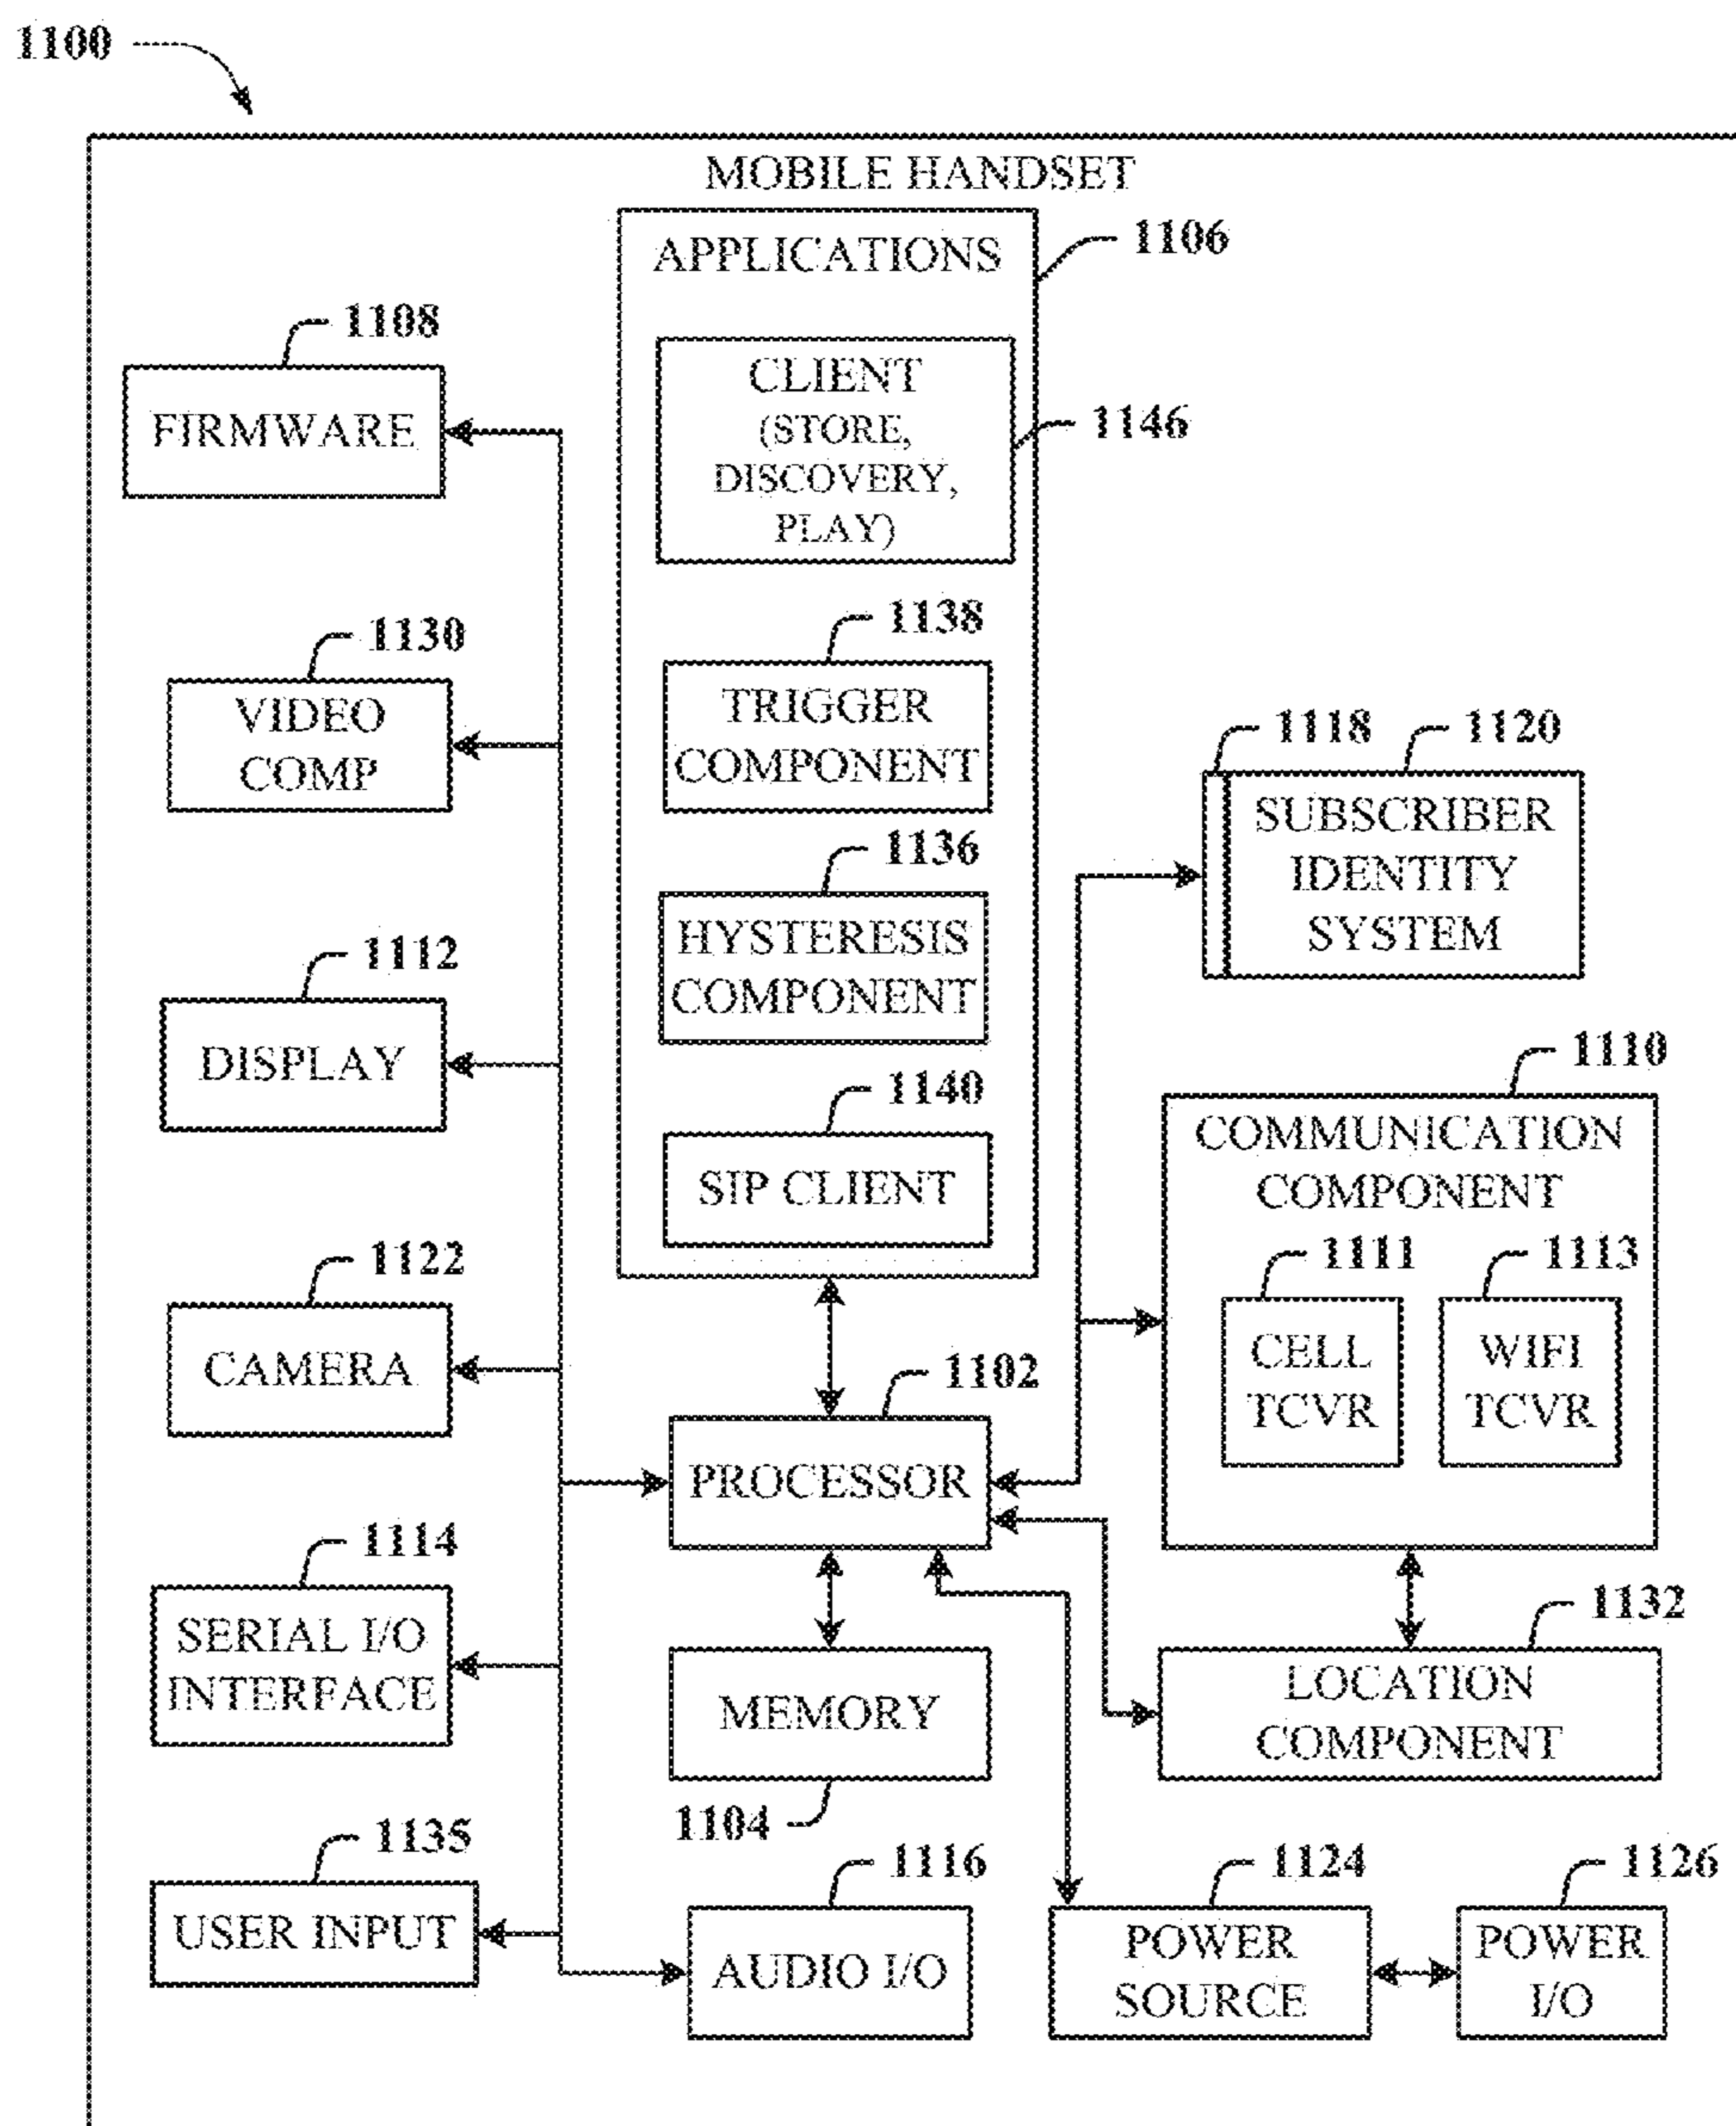 1100
MOBILE HANDSET
APPLICATIONS
1106
CLIENT
(STORE,
DISCOVERY,
PLAY)
1146
1138
TRIGGER
COMPONENT
1136
HYSTERESIS
COMPONENT
1140
SIP CLIENT
1108
FIRMWARE
1130
VIDEO
COMP
1112
DISPLAY
1122
CAMERA
1114
SERIAL I/O
INTERFACE
1135
USER INPUT
1102
PROCESSOR
MEMORY
1104
1116
AUDIO I/O
1118
1120
SUBSCRIBER
IDENTITY
SYSTEM
1110
COMMUNICATION
COMPONENT
1111
CELL
TCVR
1113
WIFI
TCVR
1132
LOCATION
COMPONENT
1124
POWER
SOURCE
1126
POWER
I/O